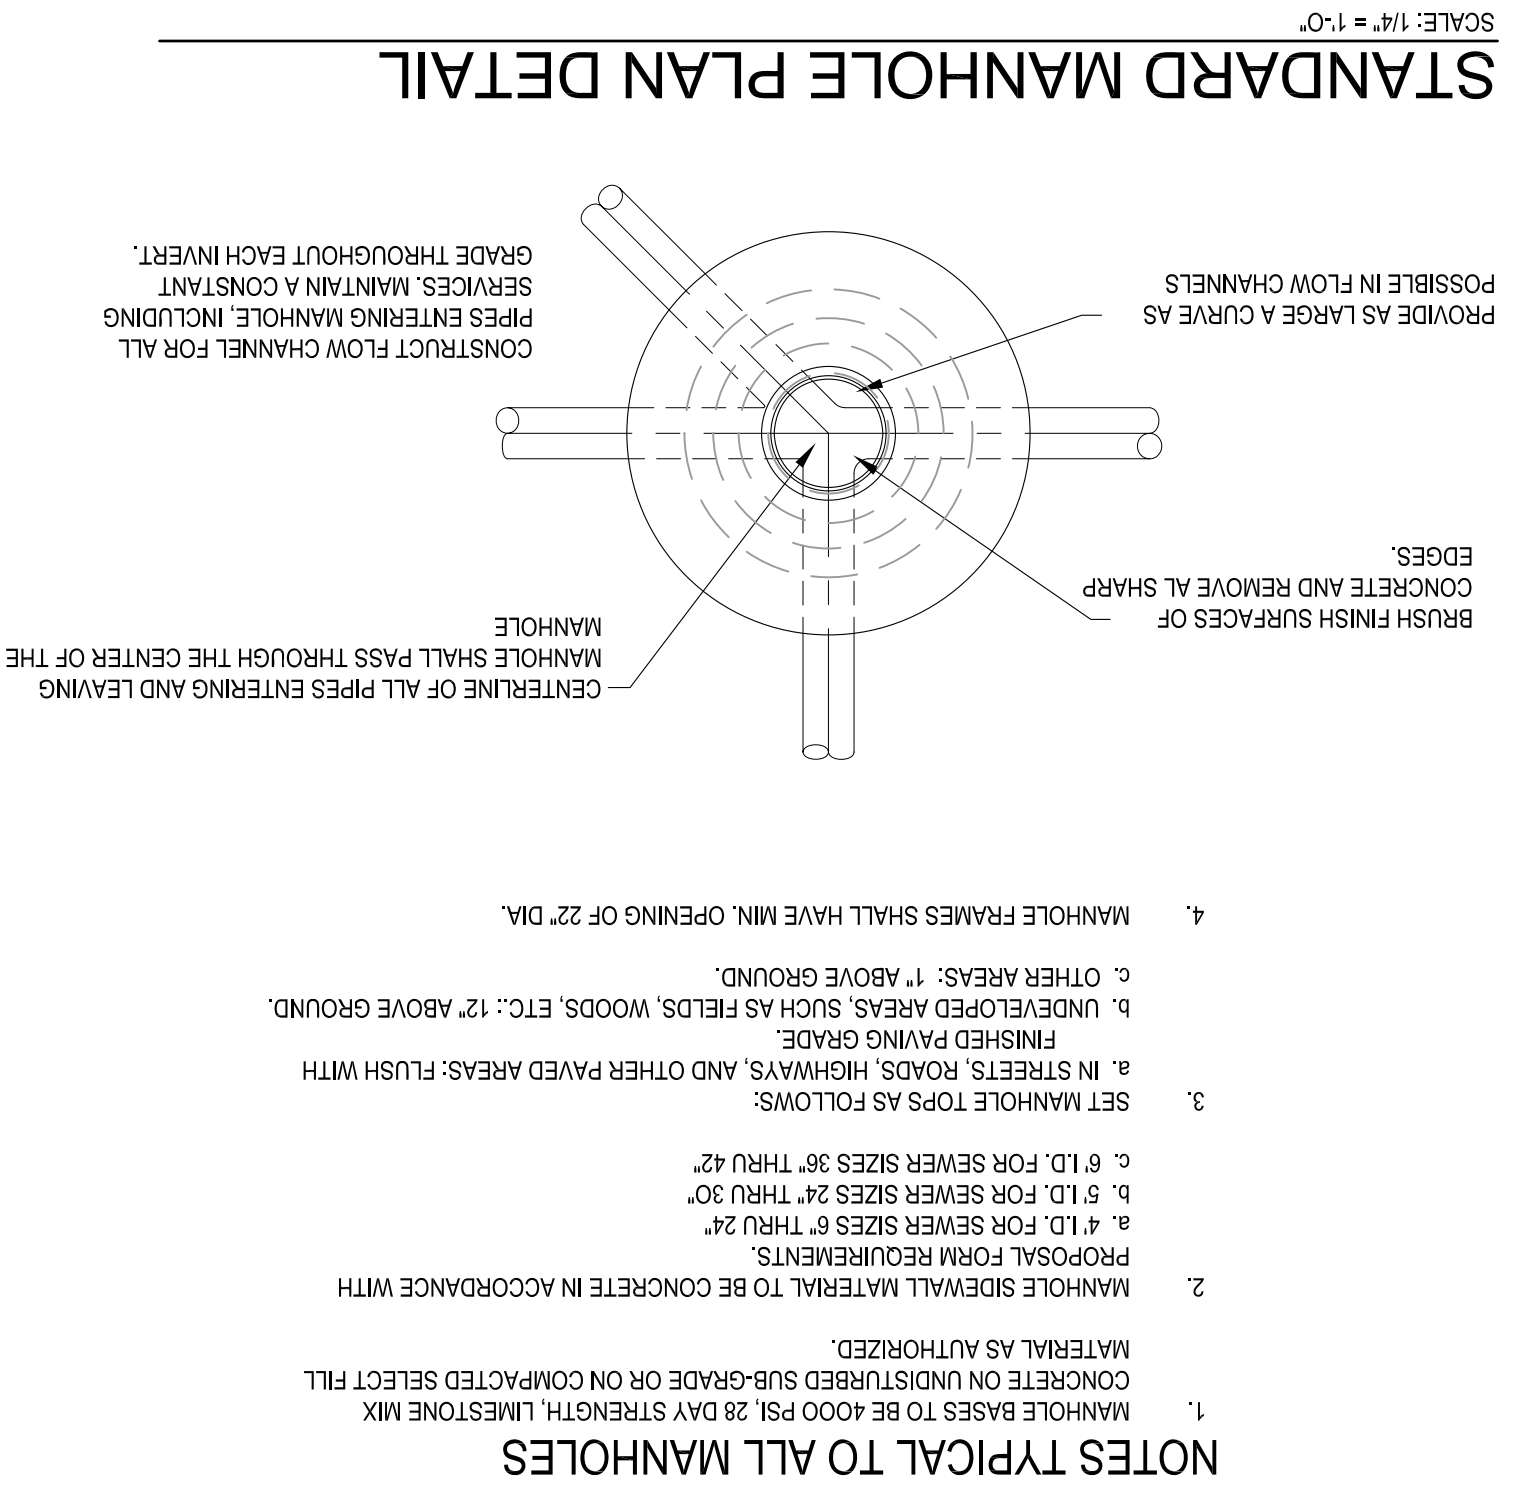 NOTES TYPICAL TO ALL MANHOLES
1. MANHOLE BASES TO BE 4000 PSI, 28 DAY STRENGTH, LIMESTONE MIX
CONCRETE ON UNDISTURBED SUB-GRADE OR ON COMPACTED SELECT FILL
MATERIAL AS AUTHORIZED.
2. MANHOLE SIDEWALL MATERIAL TO BE CONCRETE IN ACCORDANCE WITH
PROPOSAL FORM REQUIREMENTS.
a. 4' I.D. FOR SEWER SIZES 6" THRU 24"
b. 5' I.D. FOR SEWER SIZES 24" THRU 30"
c. 6' I.D. FOR SEWER SIZES 36" THRU 42"
3. SET MANHOLE TOPS AS FOLLOWS:
a. IN STREETS, ROADS, HIGHWAYS, AND OTHER PAVED AREAS: FLUSH WITH
FINISHED PAVING GRADE.
b. UNDEVELOPED AREAS, SUCH AS FIELDS, WOODS, ETC.: 12" ABOVE GROUND.
c. OTHER AREAS: 1" ABOVE GROUND.
4. MANHOLE FRAMES SHALL HAVE MIN. OPENING OF 22" DIA.
CENTERLINE OF ALL PIPES ENTERING AND LEAVING
MANHOLE SHALL PASS THROUGH THE CENTER OF THE
MANHOLE
BRUSH FINISH SURFACES OF
CONCRETE AND REMOVE AL SHARP
EDGES.
PROVIDE AS LARGE A CURVE AS
POSSIBLE IN FLOW CHANNELS
CONSTRUCT FLOW CHANNEL FOR ALL
PIPES ENTERING MANHOLE, INCLUDING
SERVICES. MAINTAIN A CONSTANT
GRADE THROUGHOUT EACH INVERT.
STANDARD MANHOLE PLAN DETAIL
SCALE: 1/4" = 1'-0"